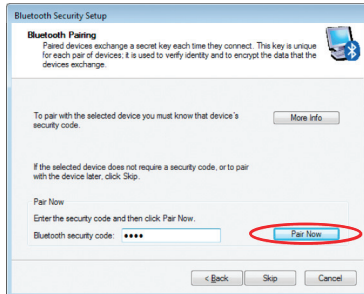 Bluetooth Security Setup
Bluetooth Pairing
Paired devices exchange a secret key each time they connect. This key is unique
for each pair of devices; it is used to verify identity and to encrypt the data that the
devices exchange.
To pair with the selected device you must know that device's
security code.
More Info
If the selected device does not require a security code, or to pair
with the device later, click Skip.
Pair Now
Enter the security code and then click Pair Now.
Bluetooth security code: ●●●●
Pair Now
< Back
Skip
Cancel